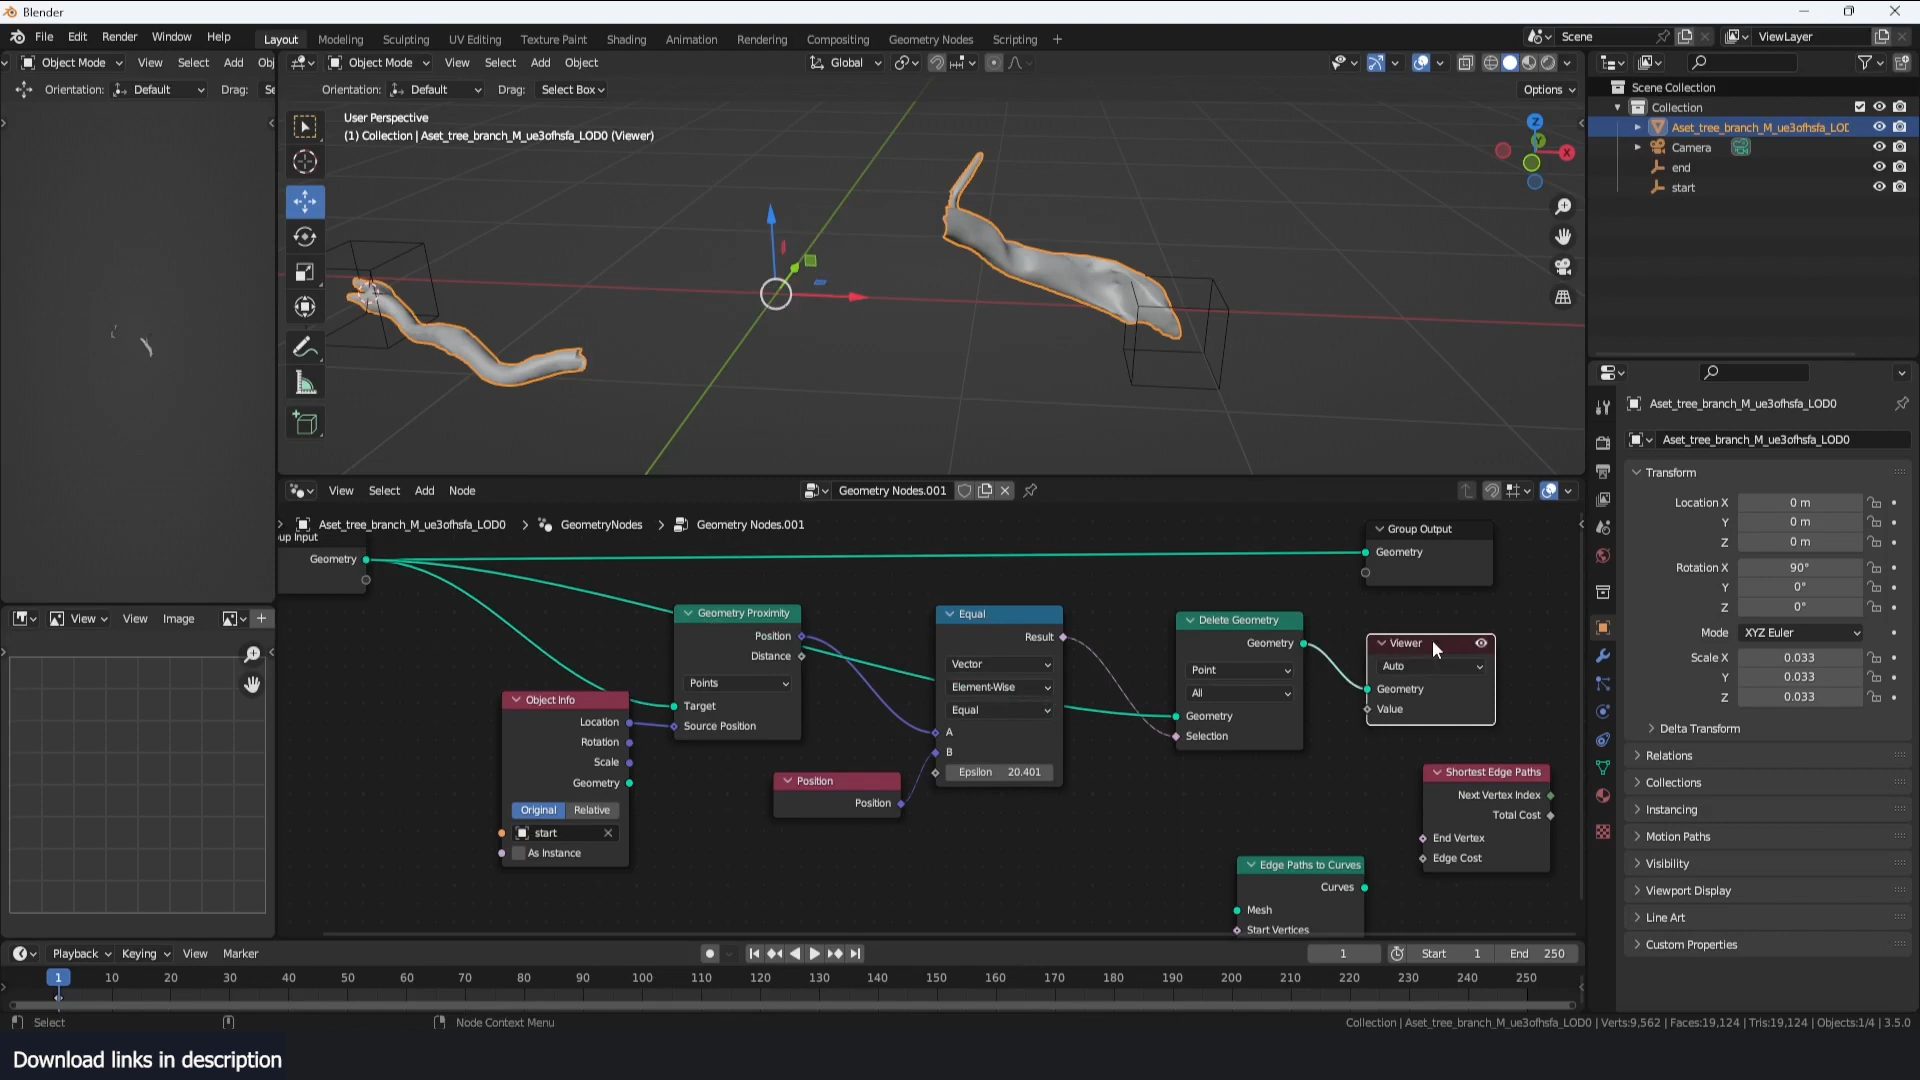 Blender
File Edit Render Window Help
Layout Modeling Sculpting UV Editing Texture Paint Shading Animation Rendering Compositing Geometry Nodes Scripting +
Scene
ViewLayer
Object Mode View Select Add Obj
Object Mode View Select Add Object
Global
Orientation: Default Drag: Se
Orientation: Default Drag: Select Box
Options
User Perspective
(1) Collection | Aset_tree_branch_M_ue3ofhsfa_LOD0 (Viewer)
Z
Y
X
Scene Collection
Collection
Aset_tree_branch_M_ue3ofhsfa_LOD
Camera
end
start
View Select Add Node
Geometry Nodes.001
Aset_tree_branch_M_ue3ofhsfa_LOD0 > GeometryNodes > Geometry Nodes.001
up Input
Geometry
Group Output
Geometry
Geometry Proximity
Position
Distance
Points
Target
Source Position
Object Info
Location
Rotation
Scale
Geometry
Original Relative
start
As Instance
Position
Position
Equal
Result
Vector
Element-Wise
Equal
A
B
Epsilon 20.401
Delete Geometry
Geometry
Point
All
Geometry
Selection
Viewer
Auto
Geometry
Value
Shortest Edge Paths
Next Vertex Index
Total Cost
End Vertex
Edge Cost
Edge Paths to Curves
Curves
Mesh
Start Vertices
View View Image
Aset_tree_branch_M_ue3ofhsfa_LOD0
Aset_tree_branch_M_ue3ofhsfa_LOD0
Transform
Location X 0 m
Y 0 m
Z 0 m
Rotation X 90°
Y 0°
Z 0°
Mode XYZ Euler
Scale X 0.033
Y 0.033
Z 0.033
Delta Transform
Relations
Collections
Instancing
Motion Paths
Visibility
Viewport Display
Line Art
Custom Properties
Playback Keying View Marker
1 Start 1 End 250
1 10 20 30 40 50 60 70 80 90 100 110 120 130 140 150 160 170 180 190 200 210 220 230 240 250
Select Node Context Menu
Collection | Aset_tree_branch_M_ue3ofhsfa_LOD0 | Verts:9,562 | Faces:19,124 | Tris:19,124 | Objects:1/4 | 3.5.0
Download links in description